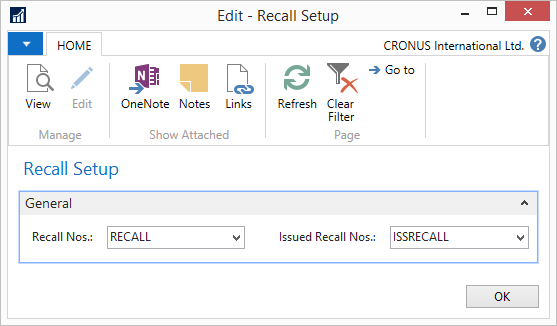 Edit - Recall Setup
HOME
CRONUS International Ltd.
View
Edit
OneNote
Notes
Links
Refresh
Clear
Filter
Go to
Manage
Show Attached
Page
Recall Setup
General
Recall Nos.: RECALL
Issued Recall Nos.: ISSRECALL
OK